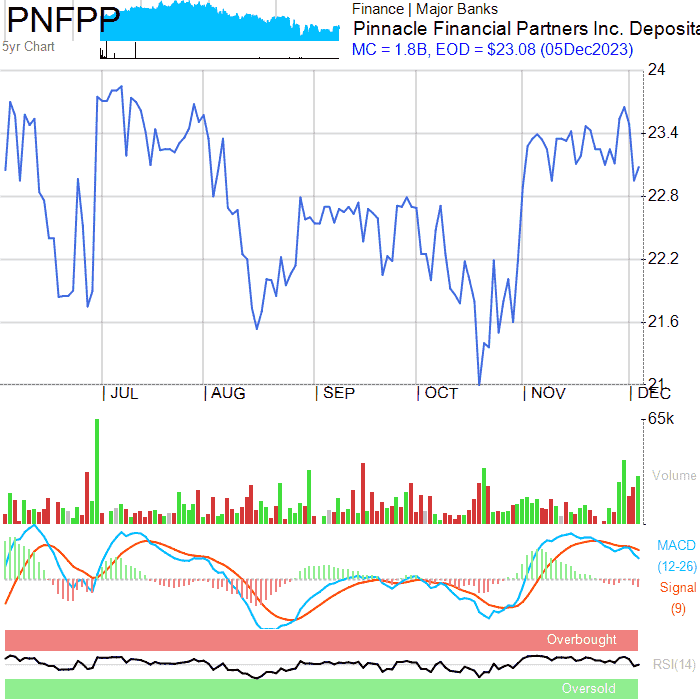 PNFPP
Finance | Major Banks
Pinnacle Financial Partners Inc. Deposita
MC = 1.8B, EOD = $23.08 (05Dec2023)
5yr Chart
24
23.4
22.8
22.2
21.6
21
JUL AUG SEP OCT NOV DEC
65k
Volume
MACD
(12-26)
Signal
(9)
Overbought
RSI(14)
Oversold